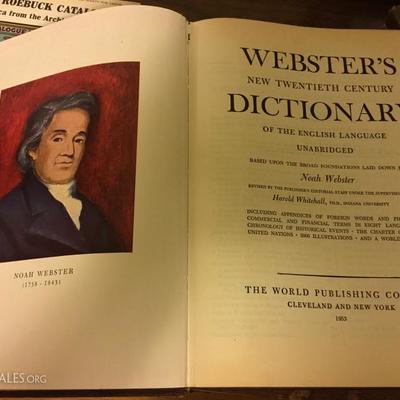 ROEBUCK CATAL
ica from the Archi
ALOGUE
NOAH WEBSTER
(1758 - 1843)
WEBSTER'S
NEW TWENTIETH CENTURY
DICTIONARY
OF THE ENGLISH LANGUAGE
UNABRIDGED
BASED UPON THE BROAD FOUNDATIONS LAID DOWN
Noah Webster
REVISED BY THE PUBLISHER'S EDITORIAL STAFF UNDER THE SUPERVIS
Harold Whitehall, PH.D., INDIANA UNIVERSITY
INCLUDING APPENDICES OF FOREIGN WORDS AND PH
COMMERCIAL AND FINANCIAL TERMS IN EIGHT LANG
CHRONOLOGY OF HISTORICAL EVENTS · THE CHARTER O
UNITED NATIONS · 3000 ILLUSTRATIONS · AND A WORLD
THE WORLD PUBLISHING CO
CLEVELAND AND NEW YORK
1953
ALES.ORG